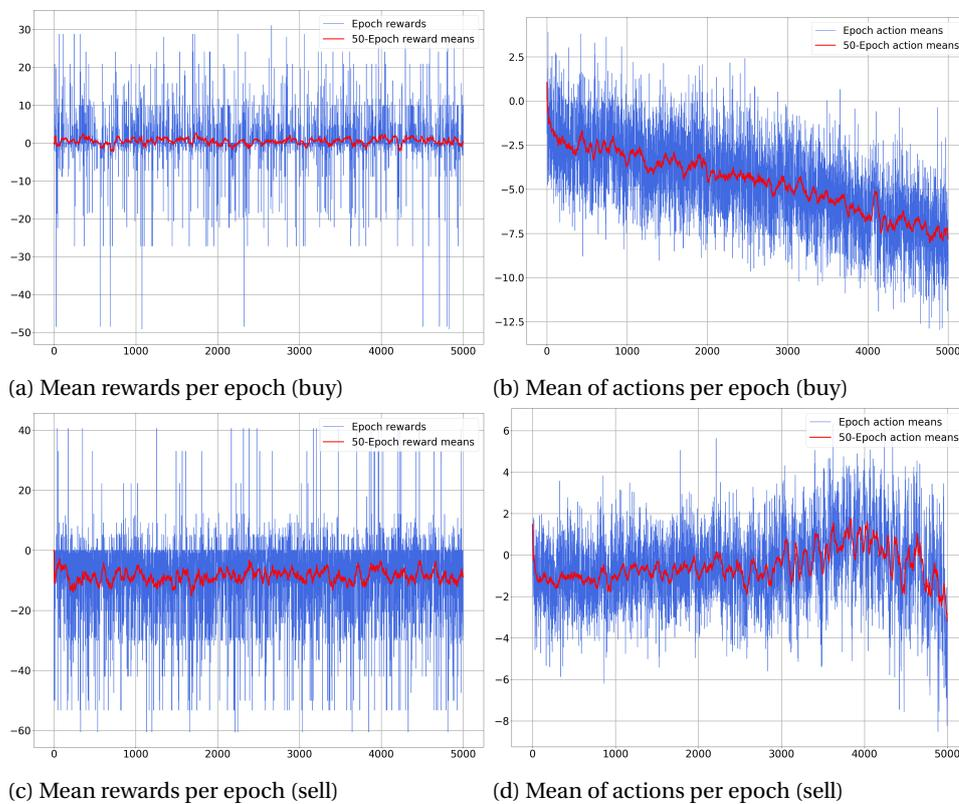 Epoch rewards
50-Epoch reward means
30
20
10
0
−10
−20
−30
−40
−50
0 1000 2000 3000 4000 5000
(a) Mean rewards per epoch (buy)
Epoch action means
50-Epoch action means
2.5
0.0
−2.5
−5.0
−7.5
−10.0
−12.5
0 1000 2000 3000 4000 5000
(b) Mean of actions per epoch (buy)
Epoch rewards
50-Epoch reward means
40
20
0
−20
−40
−60
0 1000 2000 3000 4000 5000
(c) Mean rewards per epoch (sell)
Epoch action means
50-Epoch action means
6
4
2
0
−2
−4
−6
−8
0 1000 2000 3000 4000 5000
(d) Mean of actions per epoch (sell)